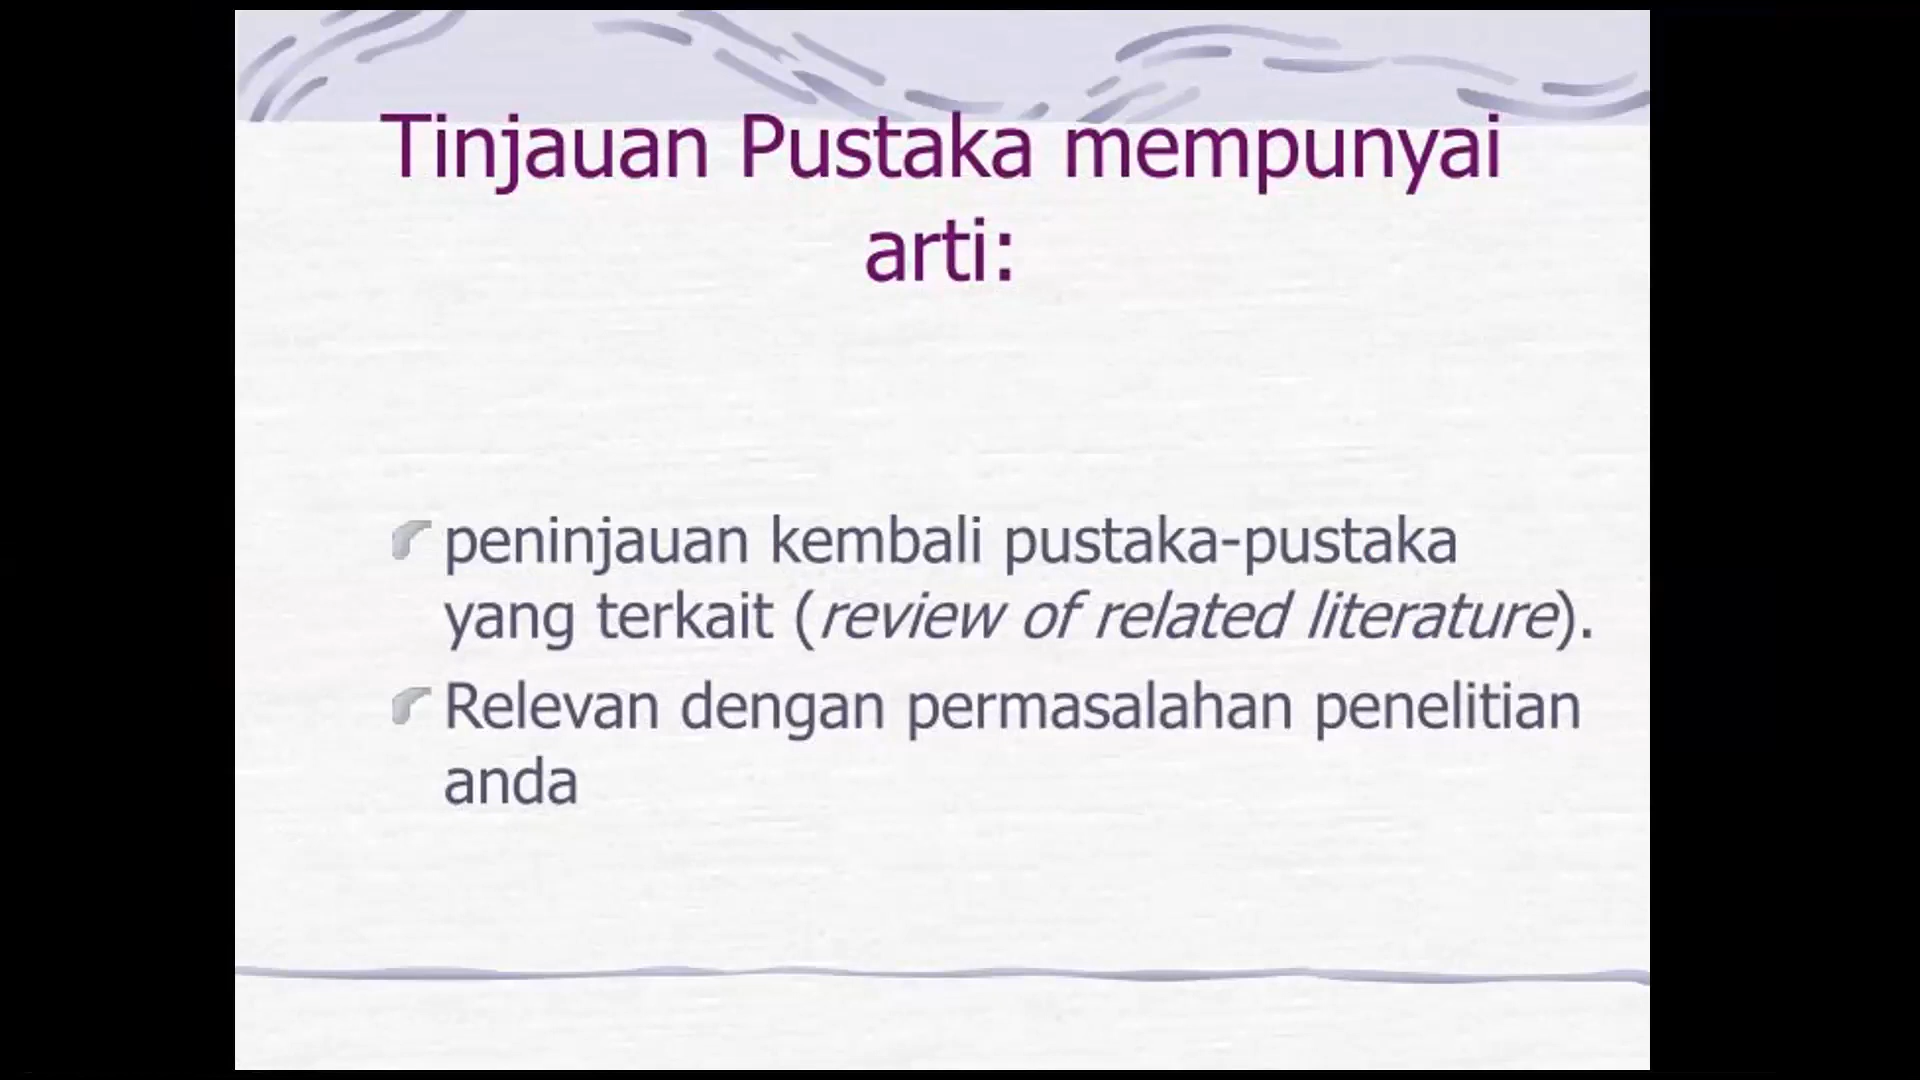 Tinjauan Pustaka mempunyai
arti:
peninjauan kembali pustaka-pustaka
yang terkait (review of related literature).
Relevan dengan permasalahan penelitian
anda